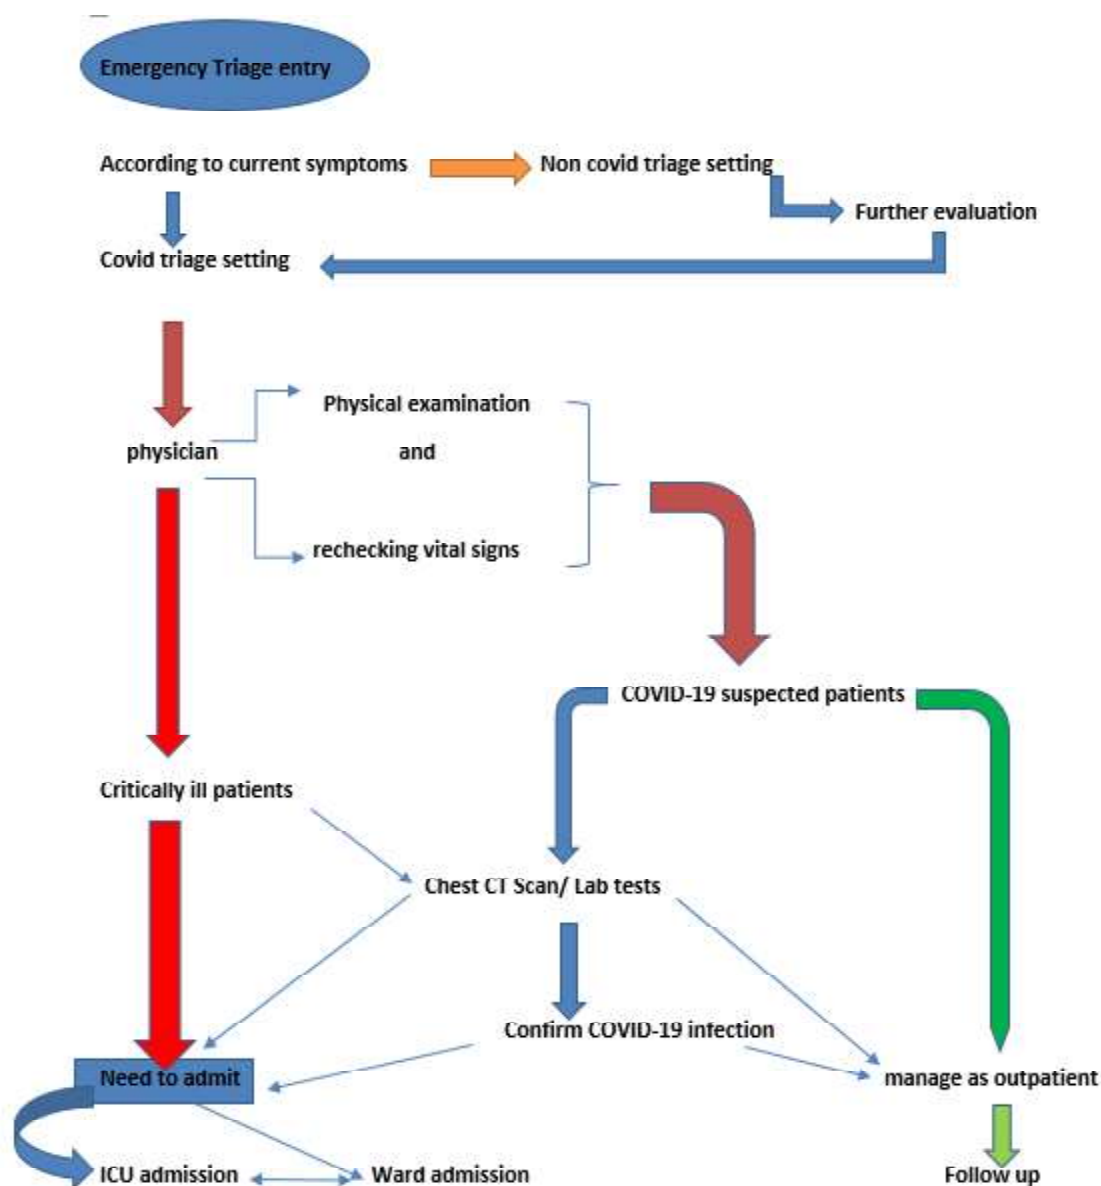 Emergency Triage entry
According to current symptoms
Non covid triage setting
Further evaluation
Covid triage setting
Physical examination
physician
and
rechecking vital signs
COVID-19 suspected patients
Critically ill patients
Chest CT Scan/ Lab tests
Confirm COVID-19 infection
Need to admit
manage as outpatient
ICU admission
Ward admission
Follow up